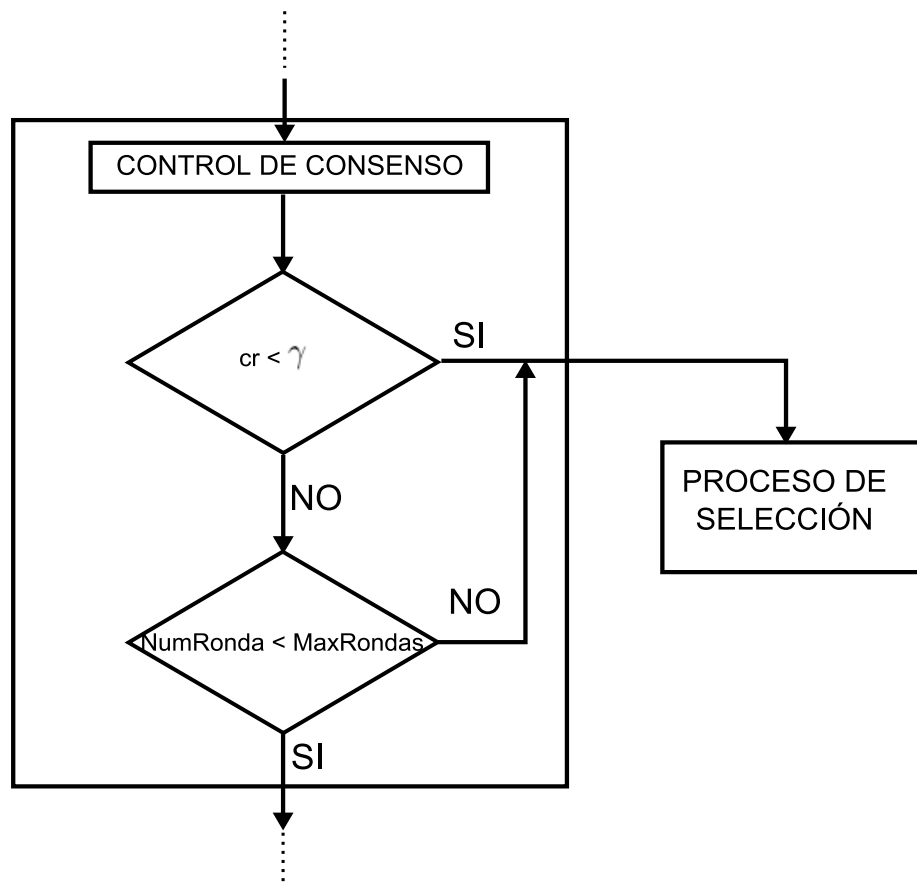 CONTROL DE CONSENSO
cr < γ
SI
NO
PROCESO DE
SELECCIÓN
NO
NumRonda < MaxRondas
SI